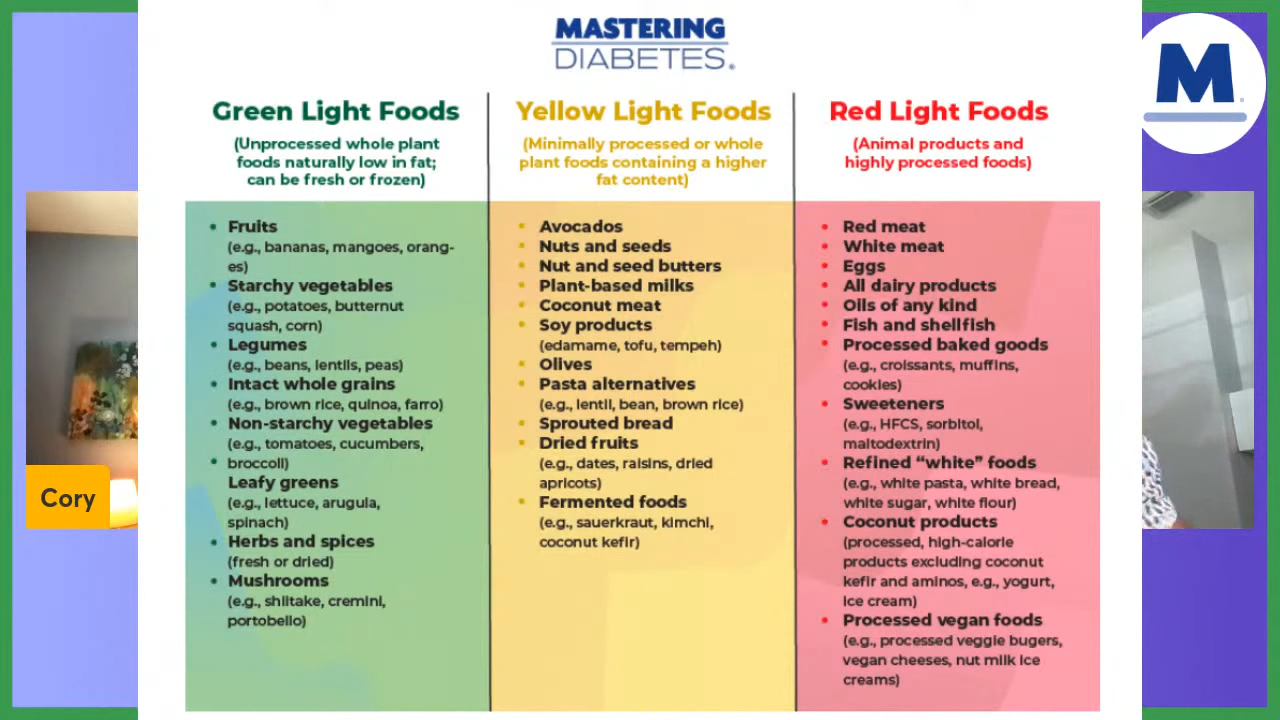 MASTERING
DIABETES®
Green Light Foods
(Unprocessed whole plant
foods naturally low in fat;
can be fresh or frozen)
• Fruits
(e.g., bananas, mangoes, orang-
es)
• Starchy vegetables
(e.g., potatoes, butternut
squash, corn)
• Legumes
(e.g., beans, lentils, peas)
• Intact whole grains
(e.g., brown rice, quinoa, farro)
• Non-starchy vegetables
(e.g., tomatoes, cucumbers,
• broccoli)
Leafy greens
(e.g., lettuce, arugula,
spinach)
• Herbs and spices
(fresh or dried)
• Mushrooms
(e.g., shiitake, cremini,
portobello)
Yellow Light Foods
(Minimally processed or whole
plant foods containing a higher
fat content)
• Avocados
• Nuts and seeds
• Nut and seed butters
• Plant-based milks
• Coconut meat
• Soy products
(edamame, tofu, tempeh)
• Olives
• Pasta alternatives
(e.g., lentil, bean, brown rice)
• Sprouted bread
• Dried fruits
(e.g., dates, raisins, dried
apricots)
• Fermented foods
(e.g., sauerkraut, kimchi,
coconut kefir)
Red Light Foods
(Animal products and
highly processed foods)
• Red meat
• White meat
• Eggs
• All dairy products
• Oils of any kind
• Fish and shellfish
• Processed baked goods
(e.g., croissants, muffins,
cookies)
• Sweeteners
(e.g., HFCS, sorbitol,
maltodextrin)
• Refined “white” foods
(e.g., white pasta, white bread,
white sugar, white flour)
• Coconut products
(processed, high-calorie
products excluding coconut
kefir and aminos, e.g., yogurt,
ice cream)
• Processed vegan foods
(e.g., processed veggie bugers,
vegan cheeses, nut milk ice
creams)
M
Cory